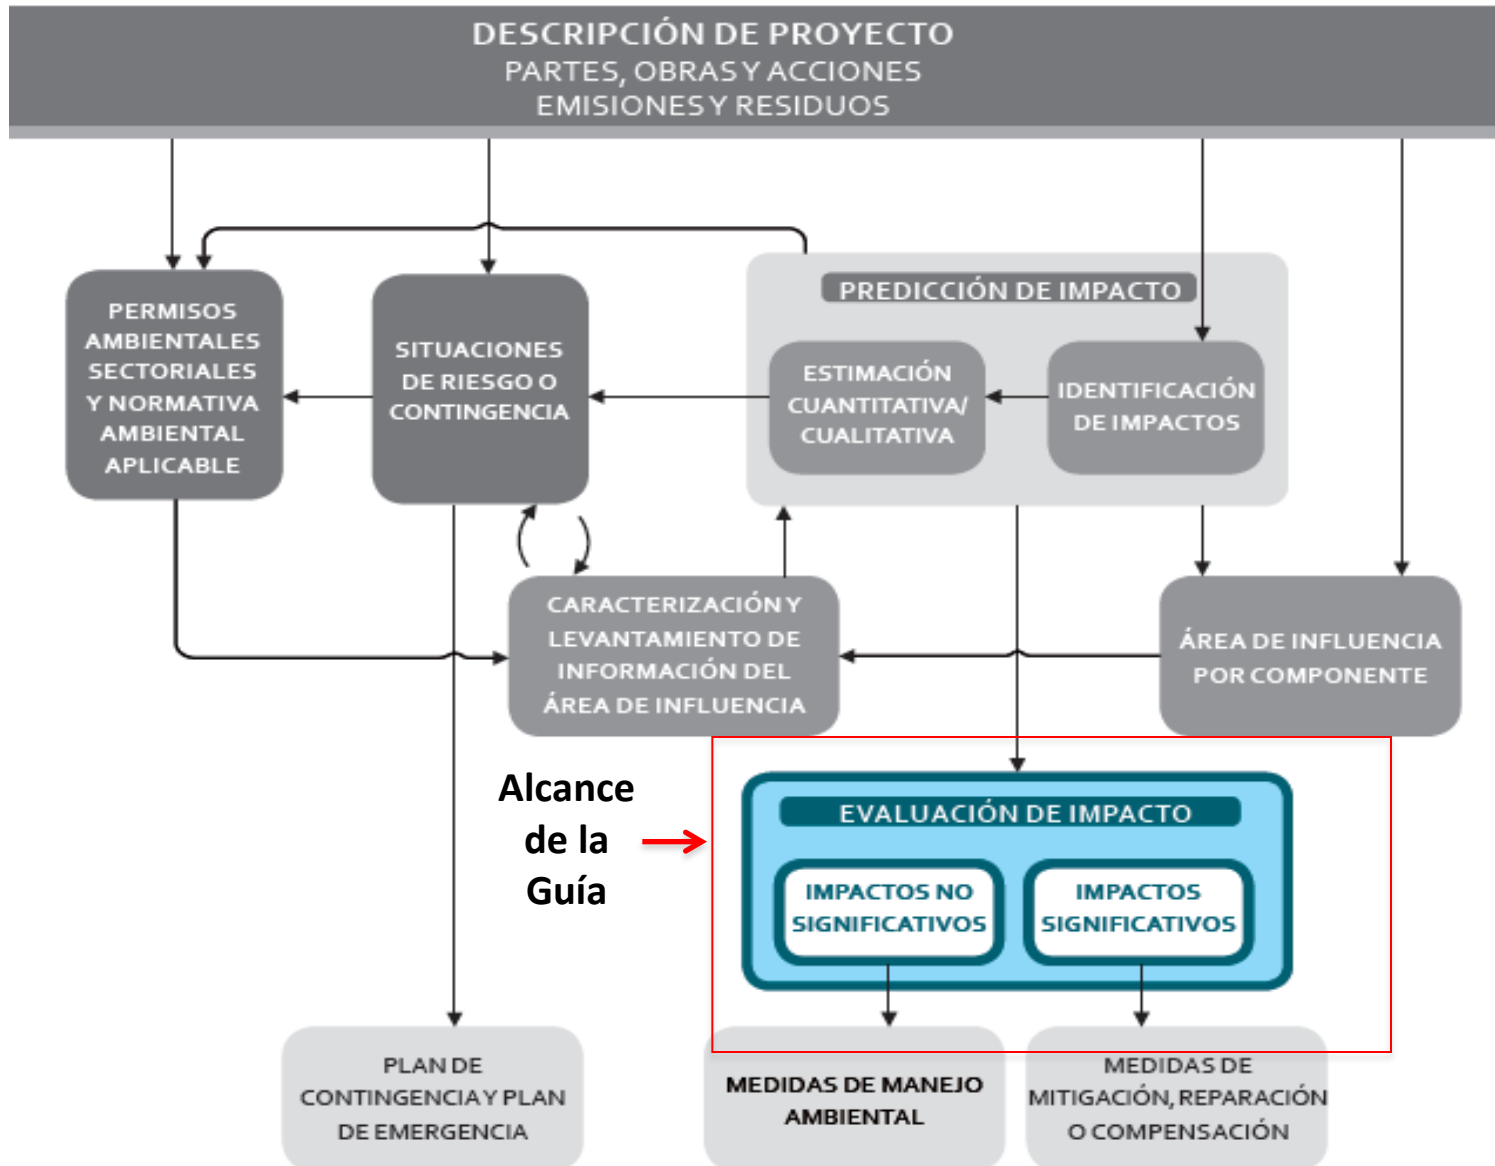 DESCRIPCIÓN DE PROYECTO
PARTES, OBRAS Y ACCIONES
EMISIONES Y RESIDUOS
PERMISOS
AMBIENTALES
SECTORIALES
Y NORMATIVA
AMBIENTAL
APLICABLE
SITUACIONES
DE RIESGO O
CONTINGENCIA
PREDICCIÓN DE IMPACTO
ESTIMACIÓN
CUANTITATIVA/
CUALITATIVA
IDENTIFICACIÓN
DE IMPACTOS
CARACTERIZACIÓN Y
LEVANTAMIENTO DE
INFORMACIÓN DEL
ÁREA DE INFLUENCIA
ÁREA DE INFLUENCIA
POR COMPONENTE
Alcance
de la
Guía
EVALUACIÓN DE IMPACTO
IMPACTOS NO
SIGNIFICATIVOS
IMPACTOS
SIGNIFICATIVOS
PLAN DE
CONTINGENCIA Y PLAN
DE EMERGENCIA
MEDIDAS DE MANEJO
AMBIENTAL
MEDIDAS DE
MITIGACIÓN, REPARACIÓN
O COMPENSACIÓN